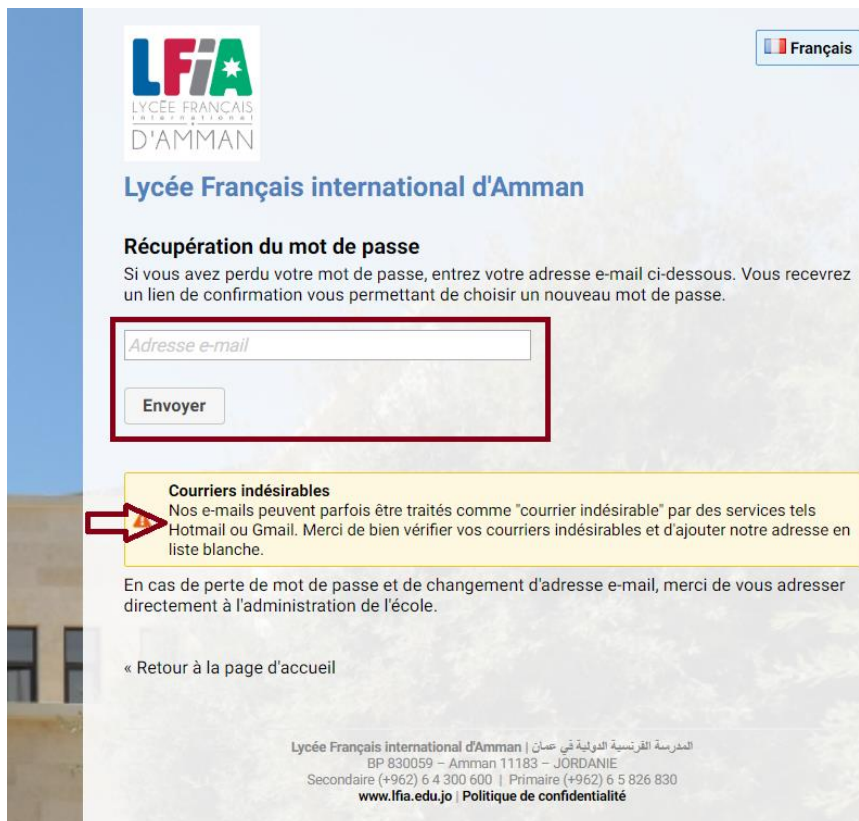 LFiA
LYCÉE FRANÇAIS
international
D'AMMAN
Français
Lycée Français international d'Amman
Récupération du mot de passe
Si vous avez perdu votre mot de passe, entrez votre adresse e-mail ci-dessous. Vous recevrez
un lien de confirmation vous permettant de choisir un nouveau mot de passe.
Adresse e-mail
Envoyer
Courriers indésirables
Nos e-mails peuvent parfois être traités comme "courrier indésirable" par des services tels
Hotmail ou Gmail. Merci de bien vérifier vos courriers indésirables et d'ajouter notre adresse en
liste blanche.
En cas de perte de mot de passe et de changement d'adresse e-mail, merci de vous adresser
directement à l'administration de l'école.
« Retour à la page d'accueil
Lycée Français international d'Amman | المدرسة الفرنسية الدولية في عمان
BP 830059 – Amman 11183 – JORDANIE
Secondaire (+962) 6 4 300 600 | Primaire (+962) 6 5 826 830
www.lfia.edu.jo | Politique de confidentialité